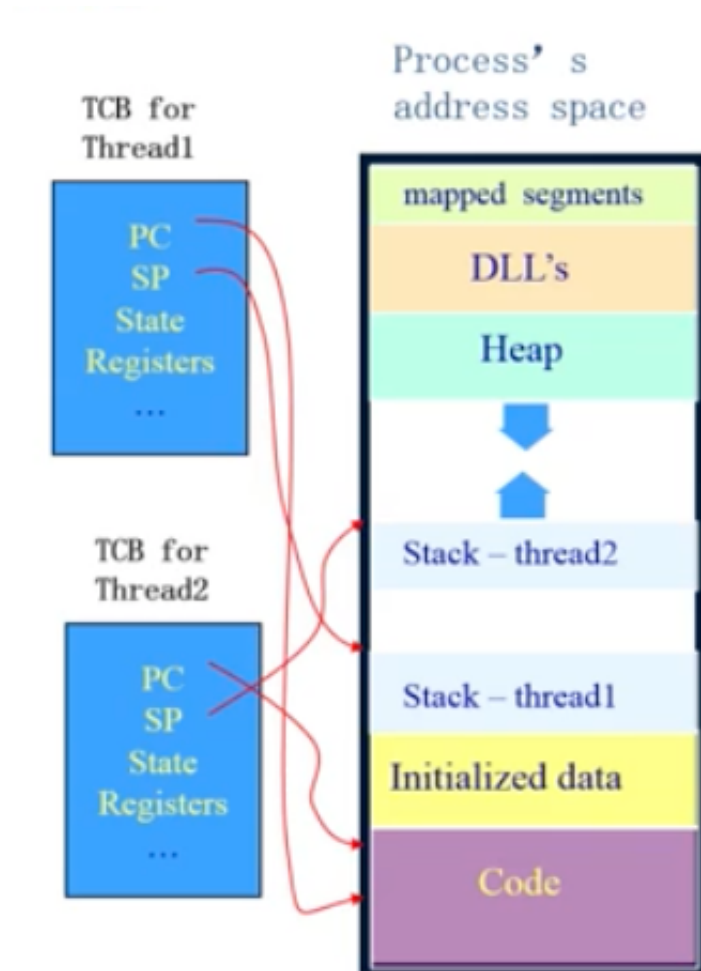 Process’ s
address space
TCB for
Thread1
PC
SP
State
Registers
...
TCB for
Thread2
PC
SP
State
Registers
...
mapped segments
DLL's
Heap
Stack – thread2
Stack – thread1
Initialized data
Code